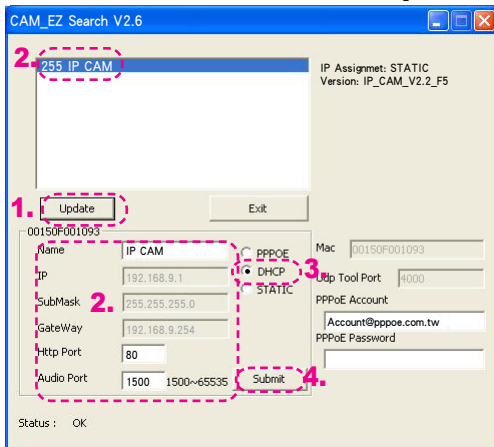 CAM_EZ Search V2.6
2.
255 IP CAM
IP Assignmet: STATIC
Version: IP_CAM_V2.2_F5
1.
Update
Exit
00150F001093
Name
IP CAM
PPPOE
Mac
00150F001093
IP
192.168.9.1
DHCP
3.
Udp Tool Port
4000
SubMask
2.
255.255.255.0
STATIC
PPPoE Account
GateWay
192.168.9.254
Account@pppoe.com.tw
PPPoE Password
Http Port
80
Audio Port
1500
1500~65535
Submit
4.
Status : OK